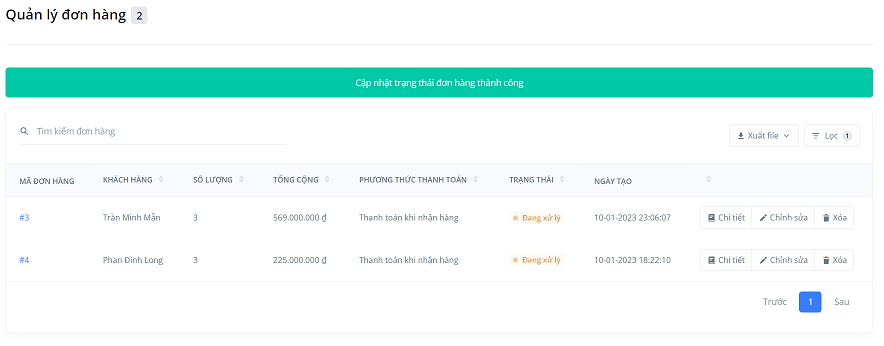 Quản lý đơn hàng 2
Cập nhật trạng thái đơn hàng thành công
Tìm kiếm đơn hàng
Xuất file
Lọc 1
MÃ ĐƠN HÀNG KHÁCH HÀNG SỐ LƯỢNG TỔNG CỘNG PHƯƠNG THỨC THANH TOÁN TRẠNG THÁI NGÀY TẠO
#3 Trần Minh Mẫn 3 569.000.000 ₫ Thanh toán khi nhận hàng Đang xử lý 10-01-2023 23:06:07 Chi tiết Chỉnh sửa Xóa
#4 Phan Đình Long 3 225.000.000 ₫ Thanh toán khi nhận hàng Đang xử lý 10-01-2023 18:22:10 Chi tiết Chỉnh sửa Xóa
Trước 1 Sau